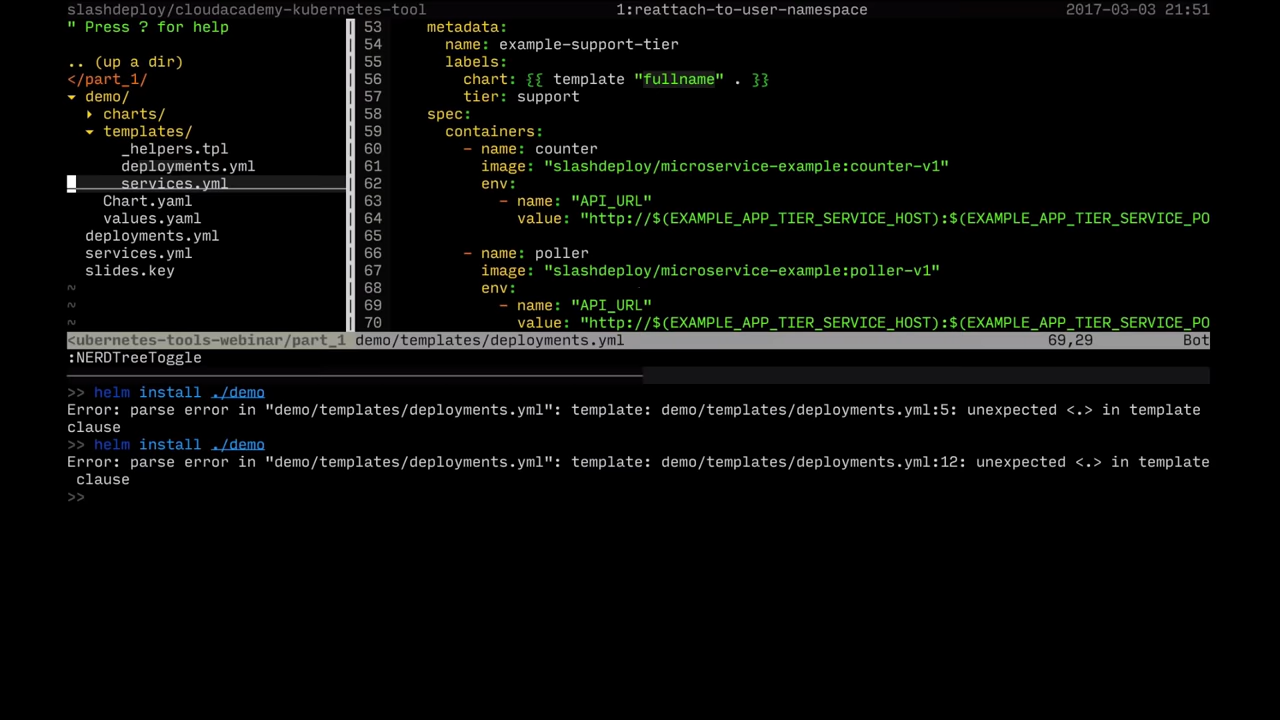 slashdeploy/cloudacademy-kubernetes-tool 1:reattach-to-user-namespace 2017-03-03 21:51
" Press ? for help
.. (up a dir)
</part_1/
▾ demo/
▸ charts/
▾ templates/
_helpers.tpl
deployments.yml
services.yml
Chart.yaml
values.yaml
deployments.yml
services.yml
slides.key
~
~
~
53 metadata:
54 name: example-support-tier
55 labels:
56 chart: {{ template "fullname" . }}
57 tier: support
58 spec:
59 containers:
60 - name: counter
61 image: "slashdeploy/microservice-example:counter-v1"
62 env:
63 - name: "API_URL"
64 value: "http://$(EXAMPLE_APP_TIER_SERVICE_HOST):$(EXAMPLE_APP_TIER_SERVICE_PO
65
66 - name: poller
67 image: "slashdeploy/microservice-example:poller-v1"
68 env:
69 - name: "API_URL"
70 value: "http://$(EXAMPLE_APP_TIER_SERVICE_HOST):$(EXAMPLE_APP_TIER_SERVICE_PO
<ubernetes-tools-webinar/part_1 demo/templates/deployments.yml 69,29 Bot
:NERDTreeToggle
>> helm install ./demo
Error: parse error in "demo/templates/deployments.yml": template: demo/templates/deployments.yml:5: unexpected <.> in template
clause
>> helm install ./demo
Error: parse error in "demo/templates/deployments.yml": template: demo/templates/deployments.yml:12: unexpected <.> in template
clause
>>